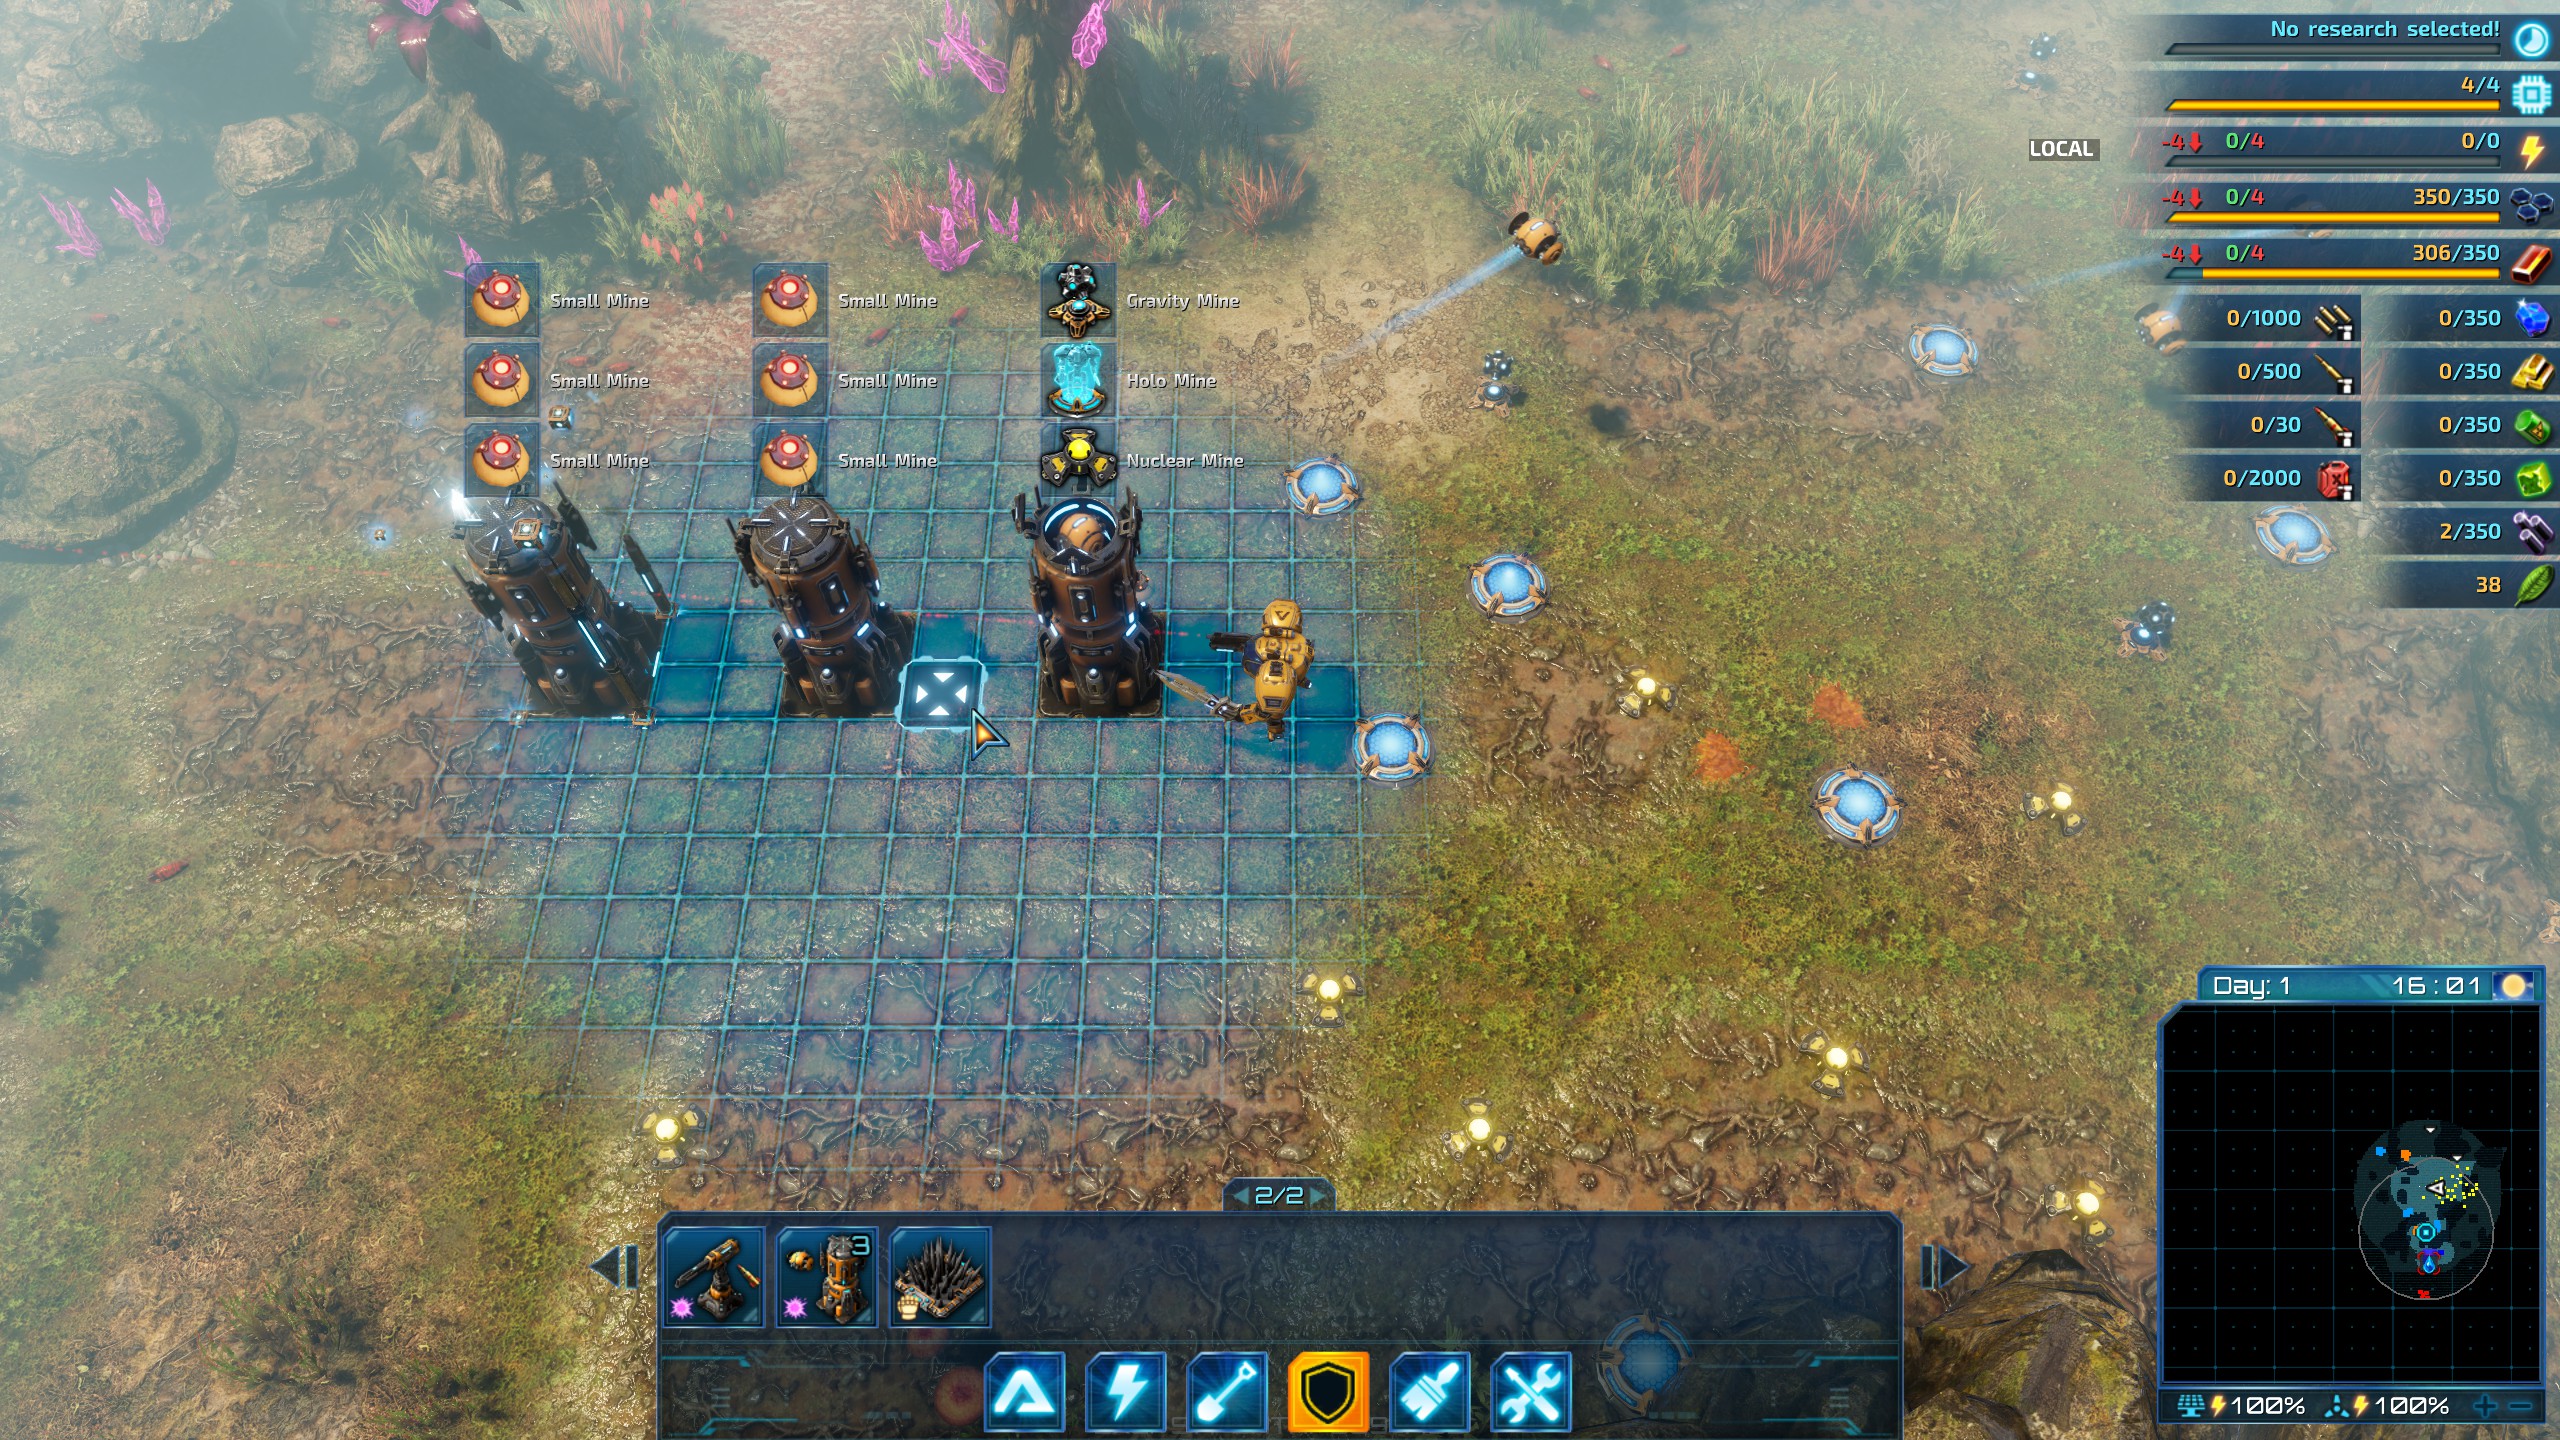 No research selected!
4/4
LOCAL
-4 0/4 0/0
-4 0/4 350/350
-4 0/4 306/350
0/1000 0/350
0/500 0/350
0/30 0/350
0/2000 0/350
2/350
38
Small Mine Small Mine Gravity Mine
Small Mine Small Mine Holo Mine
Small Mine Small Mine Nuclear Mine
Day: 1 16:01
2/2
3
100% 100%